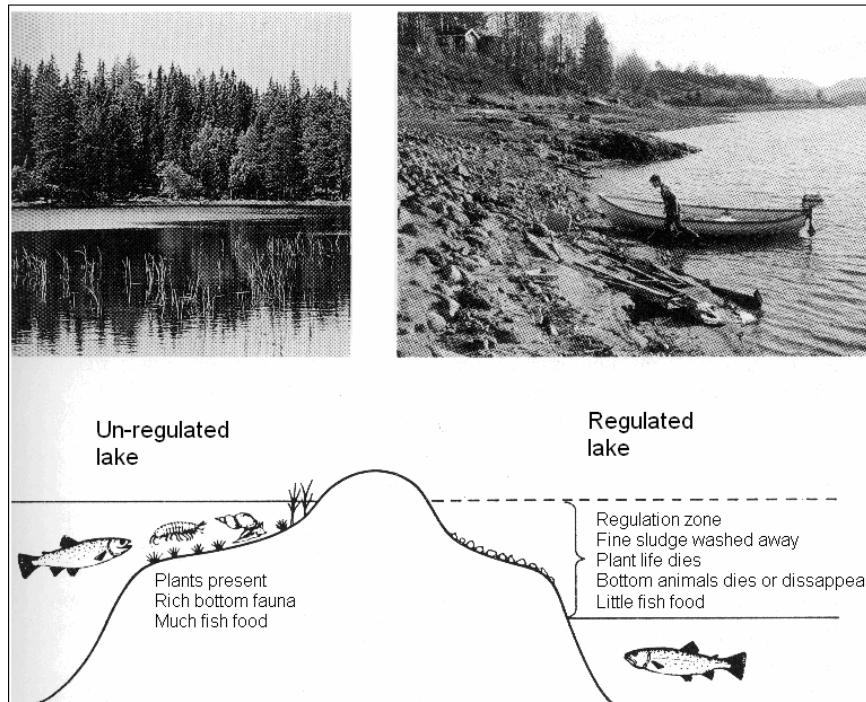 Un-regulated
lake
Regulated
lake
Plants present
Rich bottom fauna
Much fish food
Regulation zone
Fine sludge washed away
Plant life dies
Bottom animals dies or dissappea
Little fish food